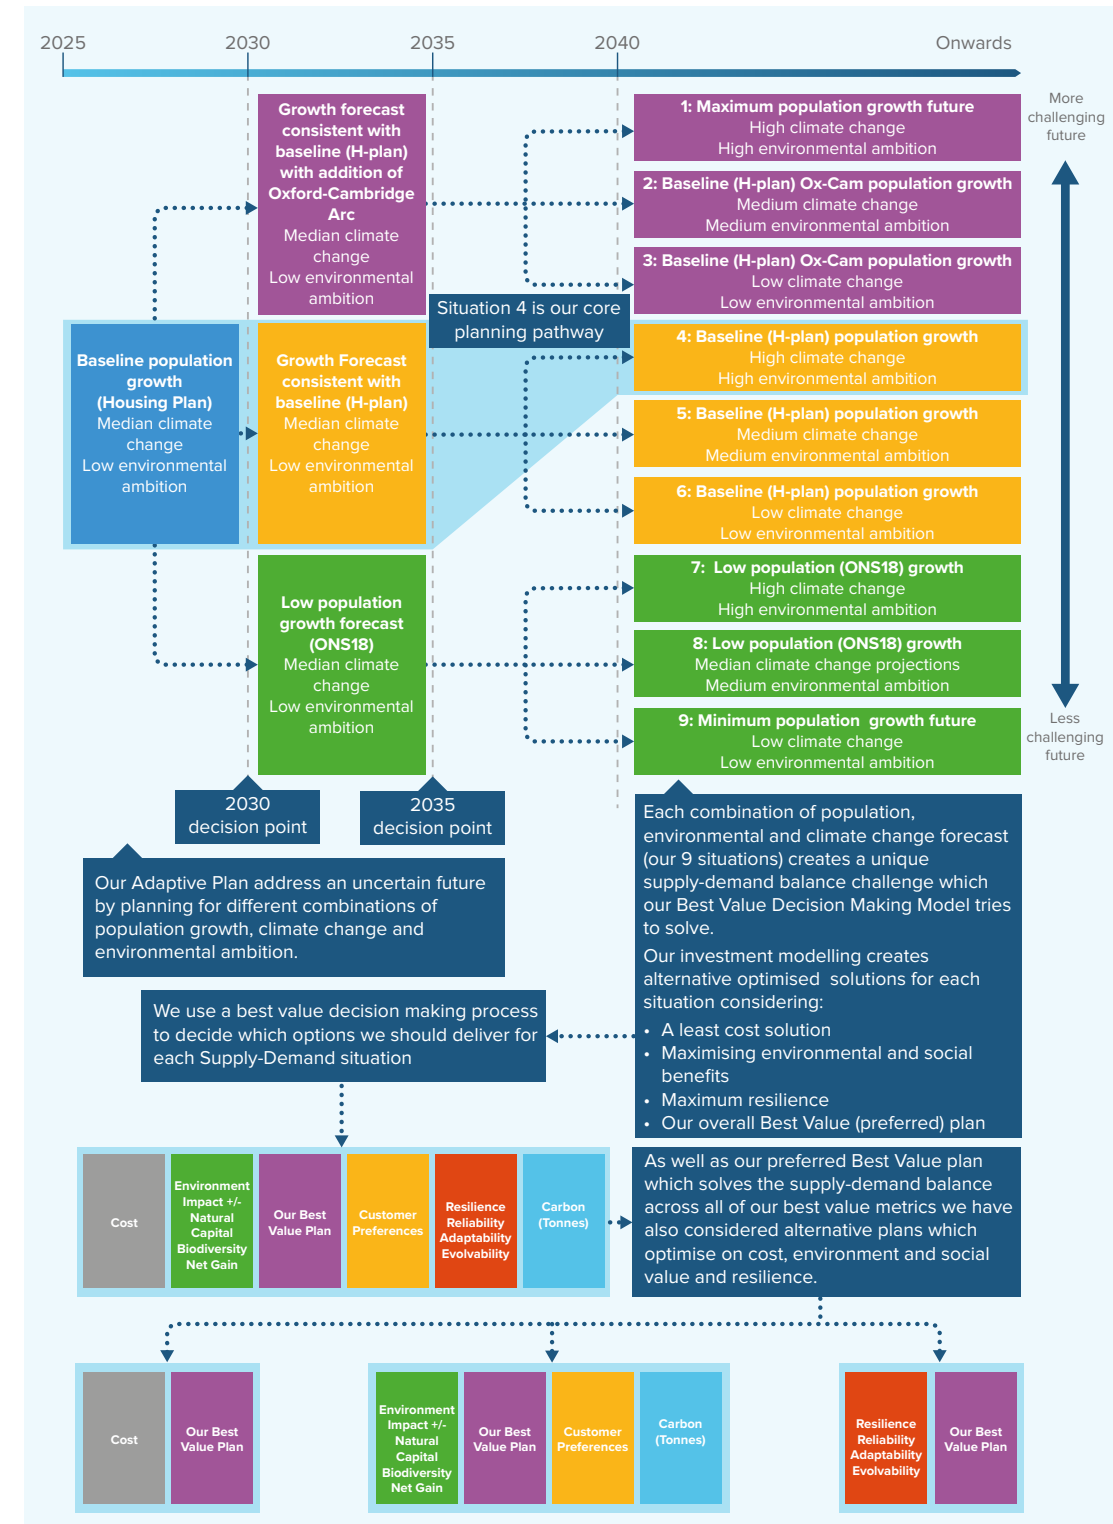 2025
2030
2035
2040
Onwards
Growth forecast
consistent with
baseline (H-plan)
with addition of
Oxford-Cambridge
Arc
Median climate
change
Low environmental
ambition
1: Maximum population growth future
High climate change
High environmental ambition
More
challenging
future
2: Baseline (H-plan) Ox-Cam population growth
Medium climate change
Medium environmental ambition
3: Baseline (H-plan) Ox-Cam population growth
Low climate change
Low environmental ambition
Situation 4 is our core
planning pathway
Baseline population
growth
(Housing Plan)
Median climate
change
Low environmental
ambition
Growth Forecast
consistent with
baseline (H-plan)
Median climate
change
Low environmental
ambition
4: Baseline (H-plan) population growth
High climate change
High environmental ambition
5: Baseline (H-plan) population growth
Medium climate change
Medium environmental ambition
6: Baseline (H-plan) population growth
Low climate change
Low environmental ambition
Low population
growth forecast
(ONS18)
Median climate
change
Low environmental
ambition
7:  Low population (ONS18) growth
High climate change
High environmental ambition
8: Low population (ONS18) growth
Median climate change projections
Medium environmental ambition
9: Minimum population  growth future
Low climate change
Low environmental ambition
Less
challenging
future
2030
decision point
2035
decision point
Our Adaptive Plan address an uncertain future
by planning for different combinations of
population growth, climate change and
environmental ambition.
Each combination of population,
environmental and climate change forecast
(our 9 situations) creates a unique
supply-demand balance challenge which
our Best Value Decision Making Model tries
to solve.
Our investment modelling creates
alternative optimised  solutions for each
situation considering:
• A least cost solution
• Maximising environmental and social
benefits
• Maximum resilience
• Our overall Best Value (preferred) plan
We use a best value decision making process
to decide which options we should deliver for
each Supply-Demand situation
Cost
Environment
Impact +/-
Natural
Capital
Biodiversity
Net Gain
Our Best
Value Plan
Customer
Preferences
Resilience
Reliability
Adaptability
Evolvability
Carbon
(Tonnes)
As well as our preferred Best Value plan
which solves the supply-demand balance
across all of our best value metrics we have
also considered alternative plans which
optimise on cost, environment and social
value and resilience.
Cost
Our Best
Value Plan
Environment
Impact +/-
Natural
Capital
Biodiversity
Net Gain
Our Best
Value Plan
Customer
Preferences
Carbon
(Tonnes)
Resilience
Reliability
Adaptability
Evolvability
Our Best
Value Plan